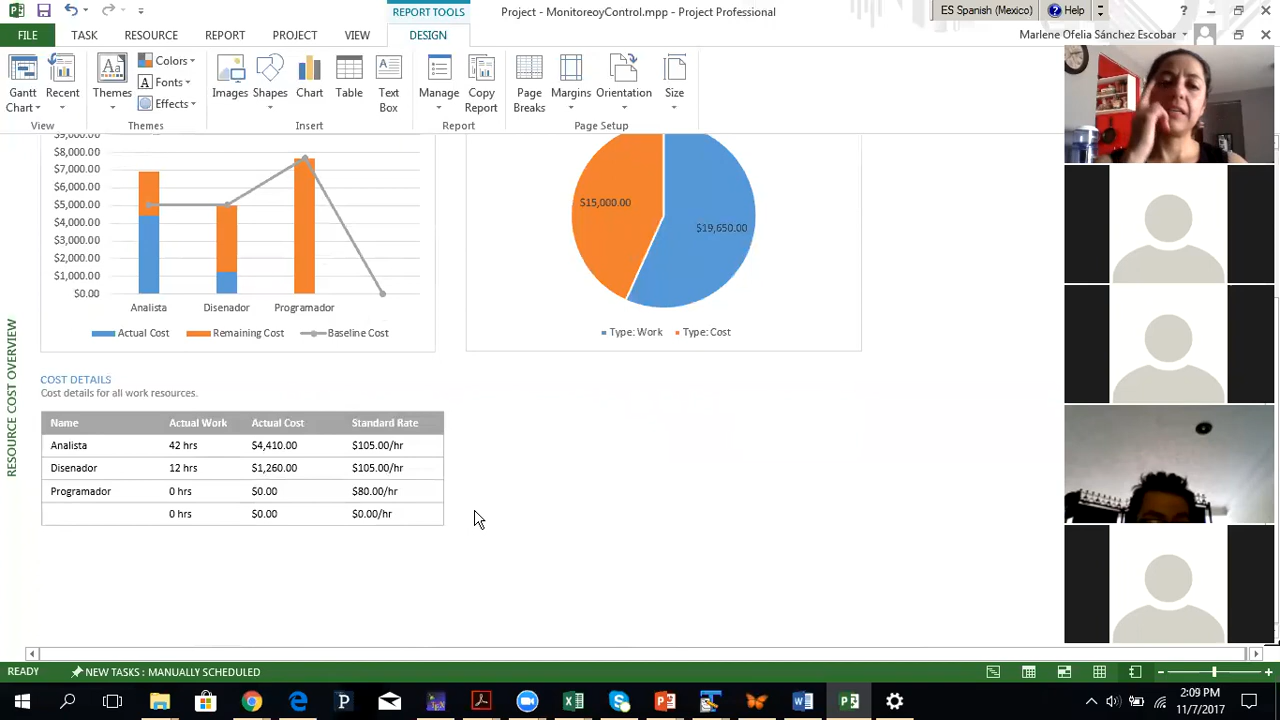 REPORT TOOLS
Project - MonitoreoyControl.mpp - Project Professional
ES Spanish (Mexico)
Help
?
FILE TASK RESOURCE REPORT PROJECT VIEW DESIGN
Marlene Ofelia Sánchez Escobar
Gantt Chart
Recent
Themes
Colors
Fonts
Effects
Images
Shapes
Chart
Table
Text Box
Manage
Copy Report
Page Breaks
Margins
Orientation
Size
View Themes Insert Report Page Setup
RESOURCE COST OVERVIEW
$9,000.00
$8,000.00
$7,000.00
$6,000.00
$5,000.00
$4,000.00
$3,000.00
$2,000.00
$1,000.00
$0.00
Analista Disenador Programador
Actual Cost Remaining Cost Baseline Cost
$15,000.00
$19,650.00
Type: Work Type: Cost
COST DETAILS
Cost details for all work resources.
Name Actual Work Actual Cost Standard Rate
Analista 42 hrs $4,410.00 $105.00/hr
Disenador 12 hrs $1,260.00 $105.00/hr
Programador 0 hrs $0.00 $80.00/hr
0 hrs $0.00 $0.00/hr
READY NEW TASKS : MANUALLY SCHEDULED
2:09 PM
11/7/2017